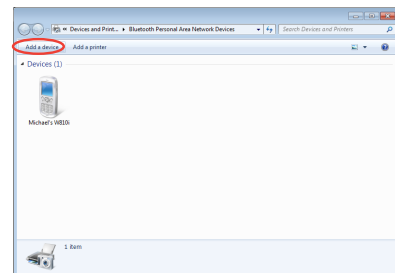 « Devices and Print... ▸ Bluetooth Personal Area Network Devices
Search Devices and Printers
Add a device
Add a printer
Devices (1)
Michael's W810i
1 item